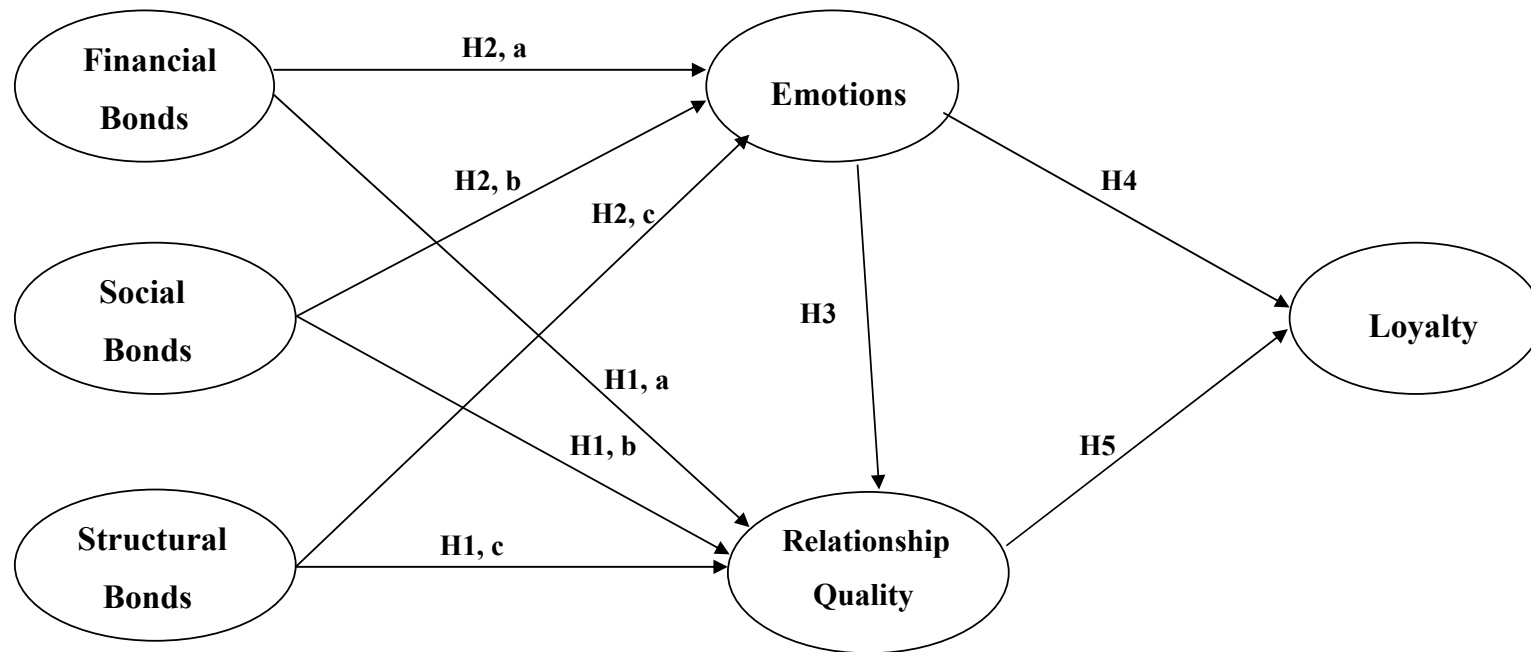 Financial
Bonds
H2, a
Emotions
H2, b
H2, c
H4
Social
Bonds
H3
Loyalty
H1, a
H1, b
H5
Structural
Bonds
H1, c
Relationship
Quality